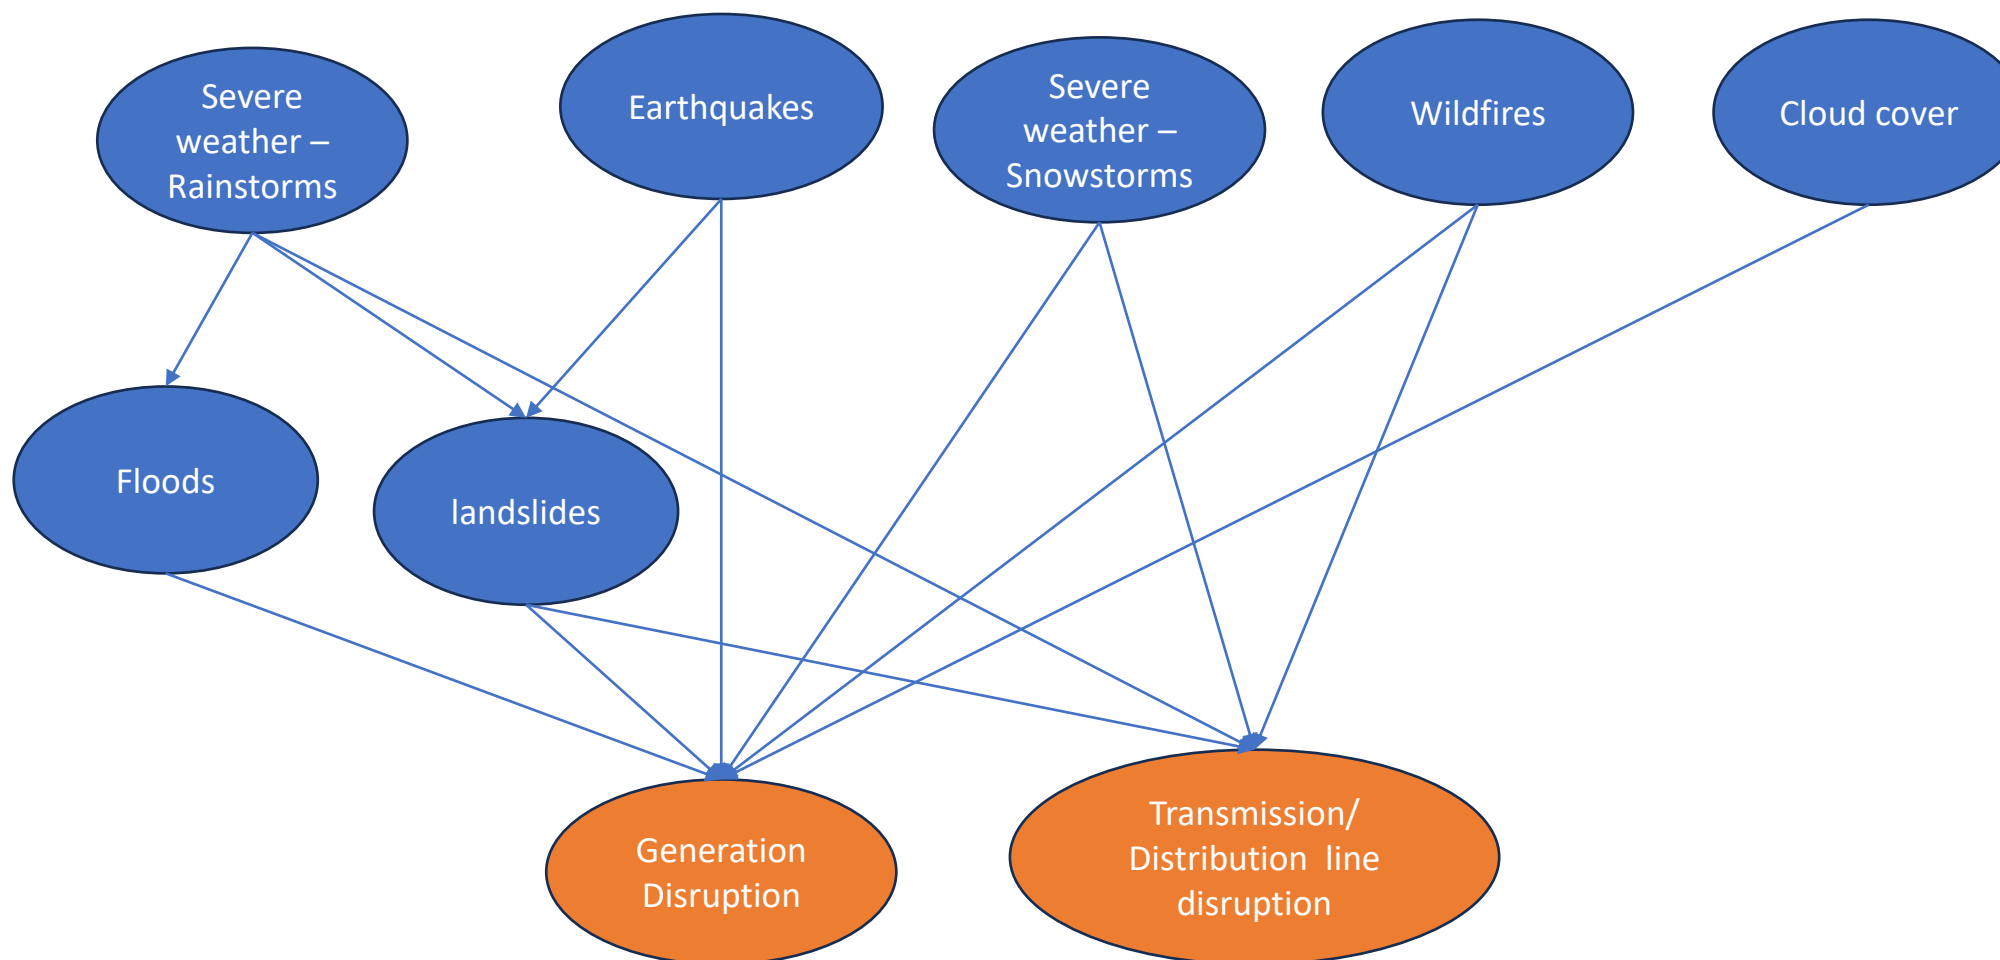 Severe
weather –
Rainstorms
Earthquakes
Severe
weather –
Snowstorms
Wildfires
Cloud cover
Floods
landslides
Generation
Disruption
Transmission/
Distribution  line
disruption